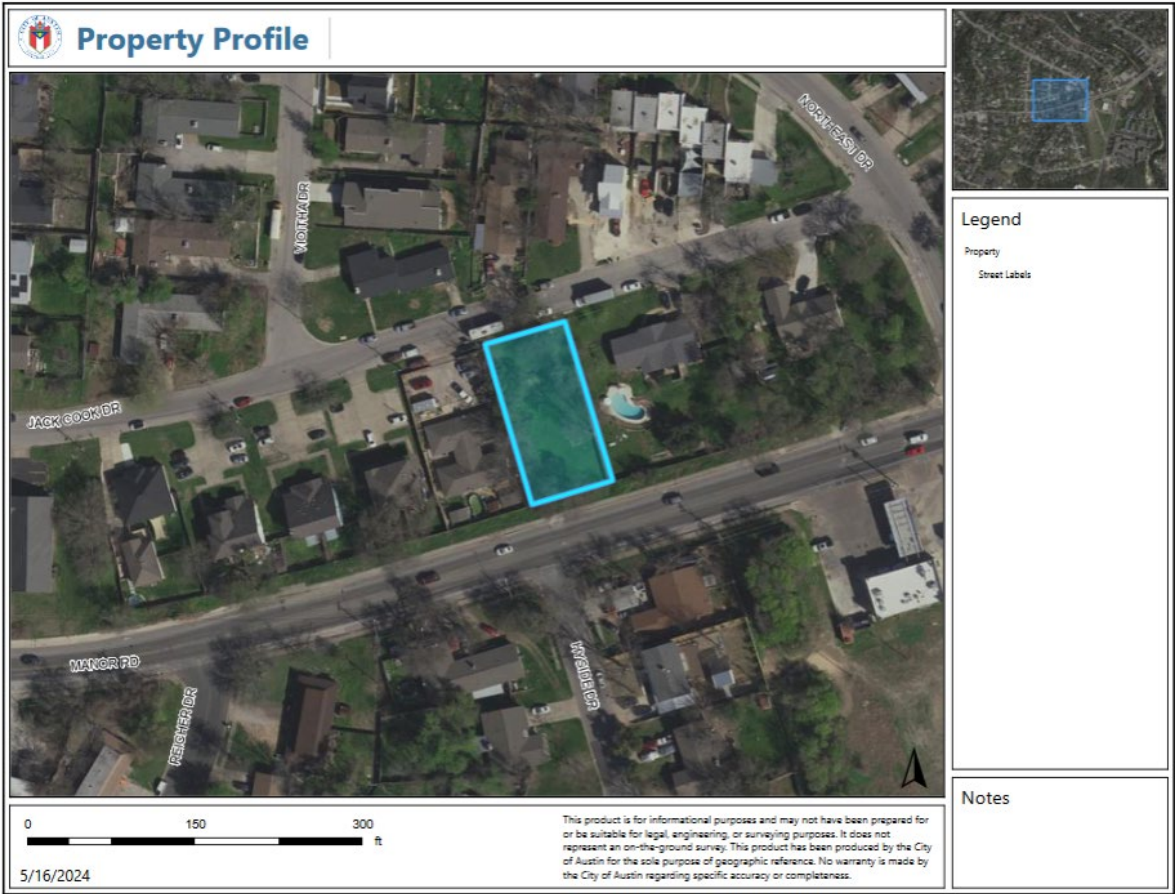 Property Profile
NORTHEAST DR
VIOITHA DR
JACK COOK DR
MANOR RD
REICHER DR
Legend
Property
Street Labels
Notes
0 150 300
ft
5/16/2024
This product is for informational purposes and may not have been prepared for
or be suitable for legal, engineering, or surveying purposes. It does not
represent an on-the-ground survey. This product has been produced by the City
of Austin for the sole purpose of geographic reference. No warranty is made by
the City of Austin regarding specific accuracy or completeness.